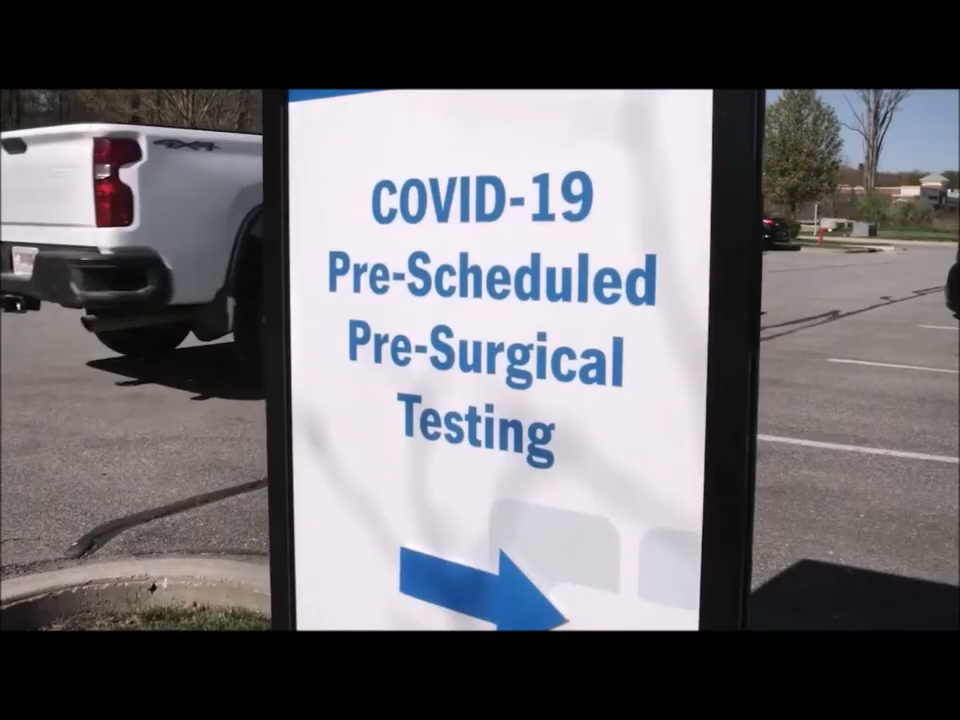 COVID-19
Pre-Scheduled
Pre-Surgical
Testing
4X4